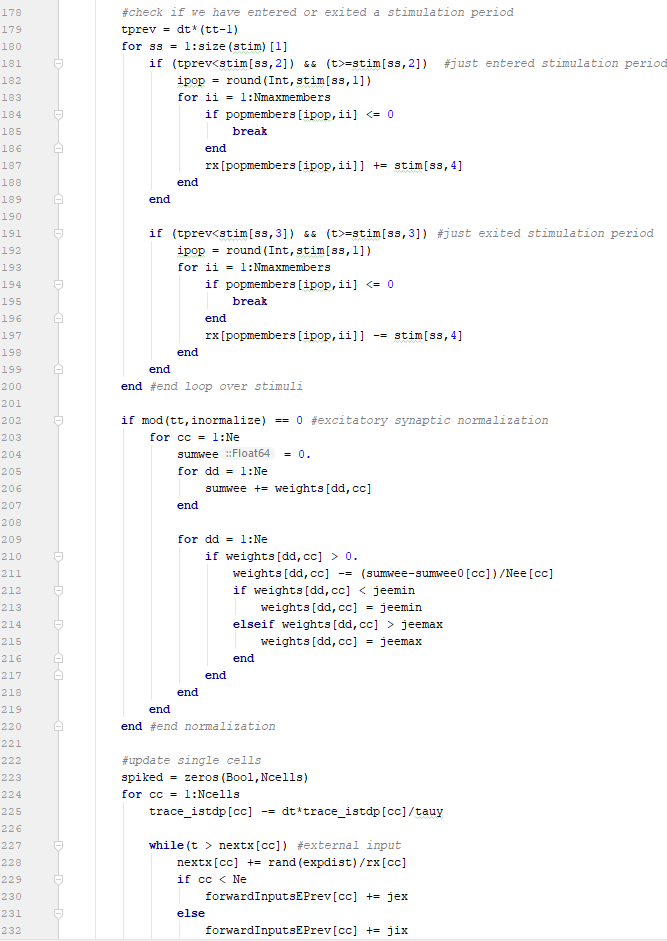 178 #check if we have entered or exited a stimulation period
179 tprev = dt*(tt-1)
180 for ss = 1:size(stim)[1]
181 if (tprev<stim[ss,2]) && (t>=stim[ss,2]) #just entered stimulation period
182 ipop = round(Int,stim[ss,1])
183 for ii = 1:Nmaxmembers
184 if popmembers[ipop,ii] <= 0
185 break
186 end
187 rx[popmembers[ipop,ii]] += stim[ss,4]
188 end
189 end
190
191 if (tprev<stim[ss,3]) && (t>=stim[ss,3]) #just exited stimulation period
192 ipop = round(Int,stim[ss,1])
193 for ii = 1:Nmaxmembers
194 if popmembers[ipop,ii] <= 0
195 break
196 end
197 rx[popmembers[ipop,ii]] -= stim[ss,4]
198 end
199 end
200 end #end loop over stimuli
201
202 if mod(tt,inormalize) == 0 #excitatory synaptic normalization
203 for cc = 1:Ne
204 sumwee ::Float64 = 0.
205 for dd = 1:Ne
206 sumwee += weights[dd,cc]
207 end
208
209 for dd = 1:Ne
210 if weights[dd,cc] > 0.
211 weights[dd,cc] -= (sumwee-sumwee0[cc])/Nee[cc]
212 if weights[dd,cc] < jeemin
213 weights[dd,cc] = jeemin
214 elseif weights[dd,cc] > jeemax
215 weights[dd,cc] = jeemax
216 end
217 end
218 end
219 end
220 end #end normalization
221
222 #update single cells
223 spiked = zeros(Bool,Ncells)
224 for cc = 1:Ncells
225 trace_istdp[cc] -= dt*trace_istdp[cc]/tauy
226
227 while(t > nextx[cc]) #external input
228 nextx[cc] += rand(expdist)/rx[cc]
229 if cc < Ne
230 forwardInputsEPrev[cc] += jex
231 else
232 forwardInputsEPrev[cc] += jix